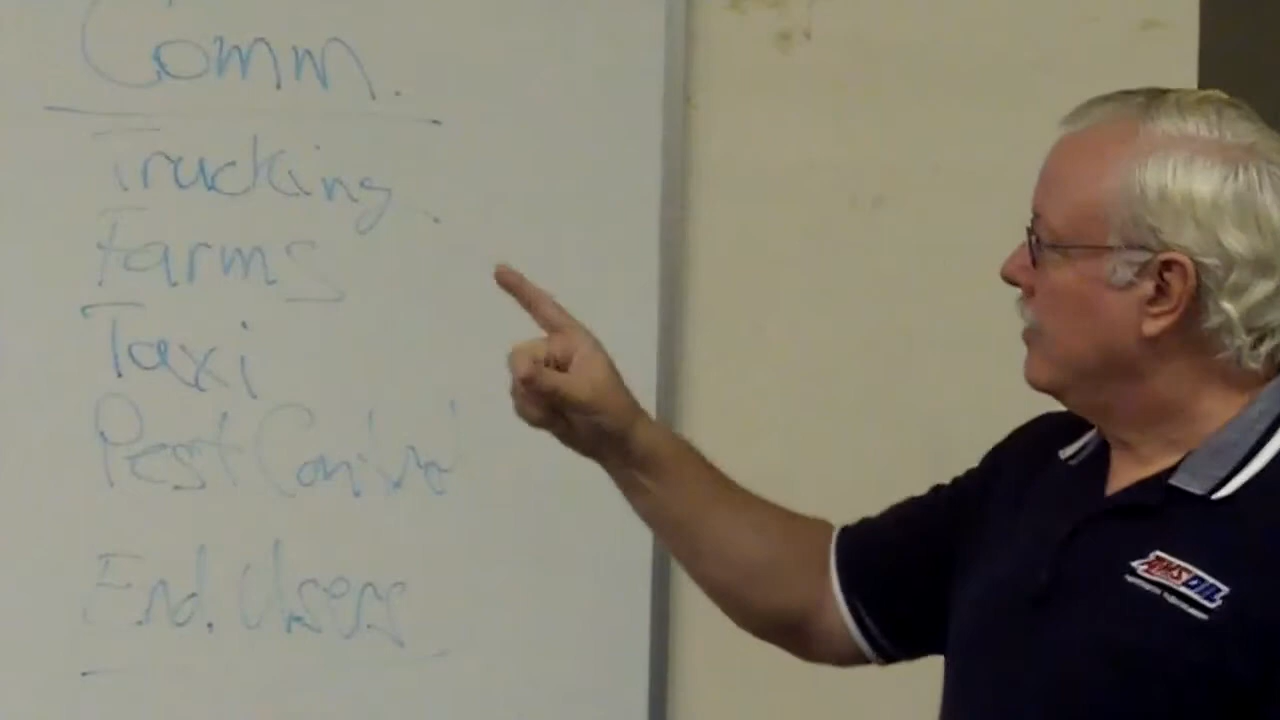 Comm.
Trucking
Farms
Taxi
Pest Control
End. Users
AMSOIL